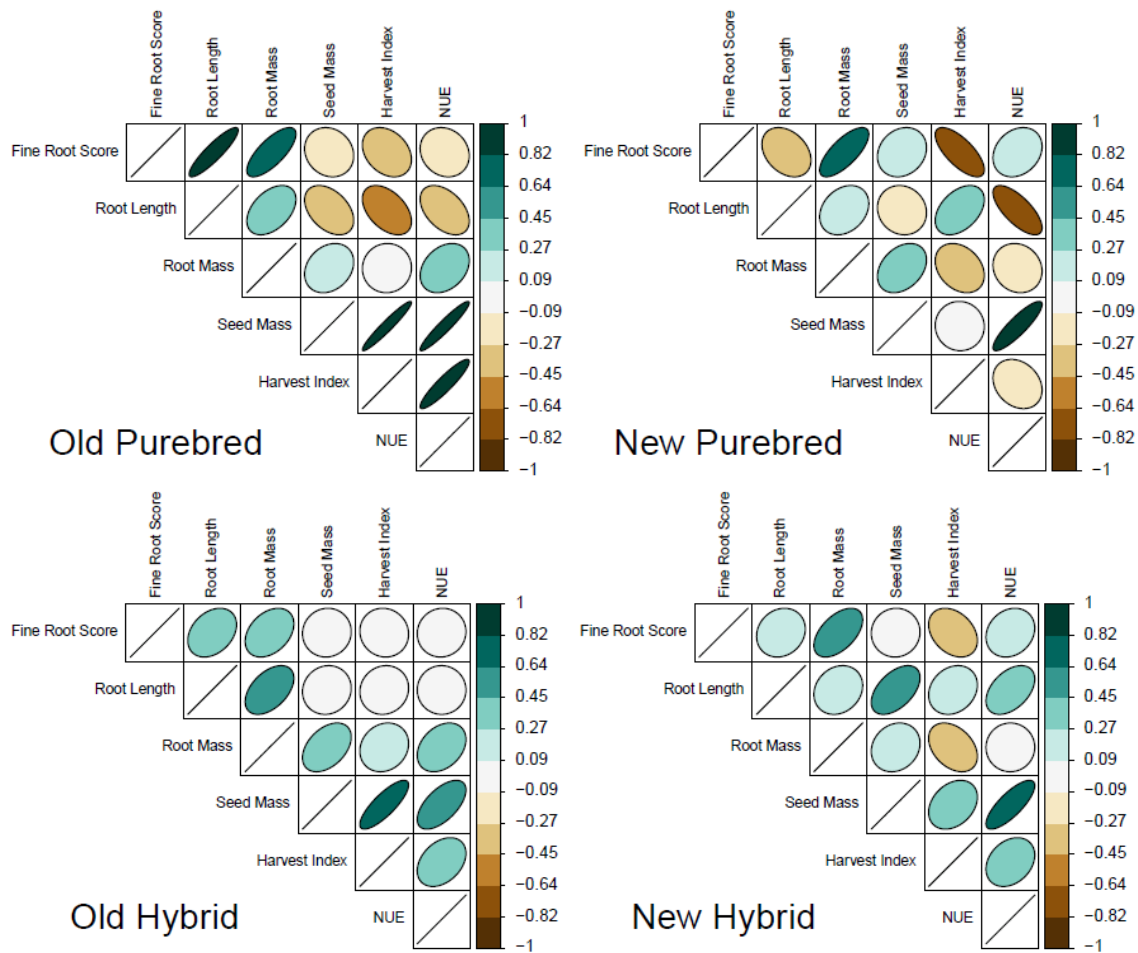 Fine Root Score
Root Length
Root Mass
Seed Mass
Harvest Index
NUE
Fine Root Score
Root Length
Root Mass
Seed Mass
Harvest Index
NUE
1
0.82
0.64
0.45
0.27
0.09
−0.09
−0.27
−0.45
−0.64
−0.82
−1
Old Purebred
Fine Root Score
Root Length
Root Mass
Seed Mass
Harvest Index
NUE
Fine Root Score
Root Length
Root Mass
Seed Mass
Harvest Index
NUE
1
0.82
0.64
0.45
0.27
0.09
−0.09
−0.27
−0.45
−0.64
−0.82
−1
New Purebred
Fine Root Score
Root Length
Root Mass
Seed Mass
Harvest Index
NUE
Fine Root Score
Root Length
Root Mass
Seed Mass
Harvest Index
NUE
1
0.82
0.64
0.45
0.27
0.09
−0.09
−0.27
−0.45
−0.64
−0.82
−1
Old Hybrid
Fine Root Score
Root Length
Root Mass
Seed Mass
Harvest Index
NUE
Fine Root Score
Root Length
Root Mass
Seed Mass
Harvest Index
NUE
1
0.82
0.64
0.45
0.27
0.09
−0.09
−0.27
−0.45
−0.64
−0.82
−1
New Hybrid